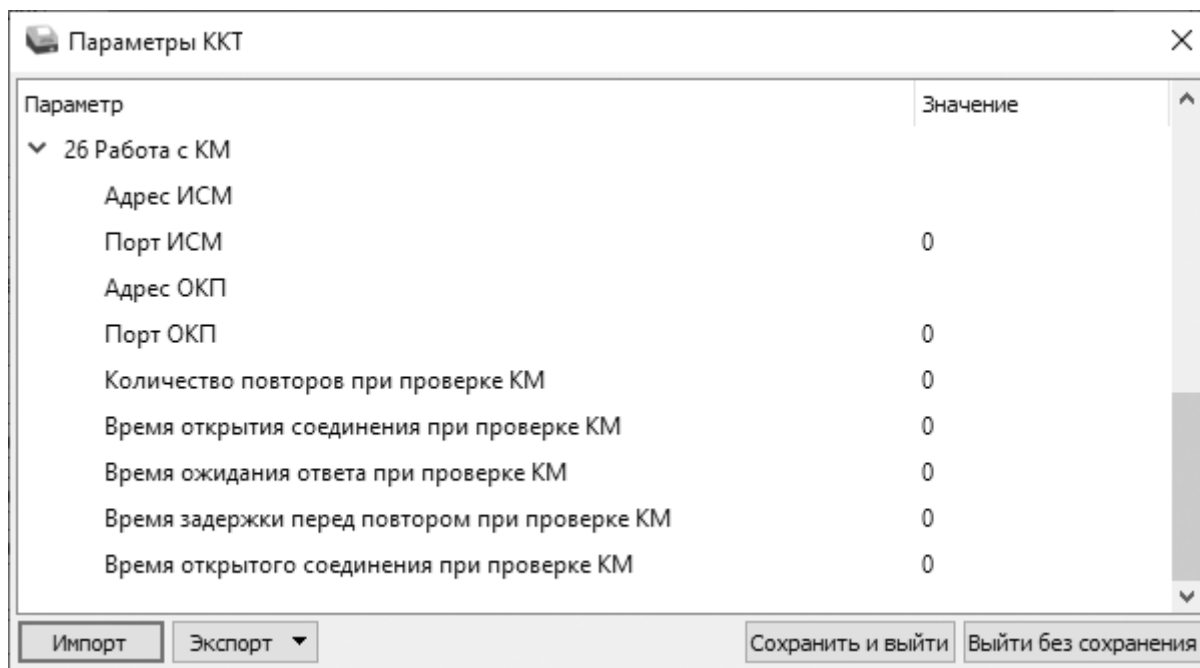 Параметры ККТ
Параметр Значение
26 Работа с КМ
Адрес ИСМ
Порт ИСМ 0
Адрес ОКП
Порт ОКП 0
Количество повторов при проверке КМ 0
Время открытия соединения при проверке КМ 0
Время ожидания ответа при проверке КМ 0
Время задержки перед повтором при проверке КМ 0
Время открытого соединения при проверке КМ 0
Импорт Экспорт Сохранить и выйти Выйти без сохранения